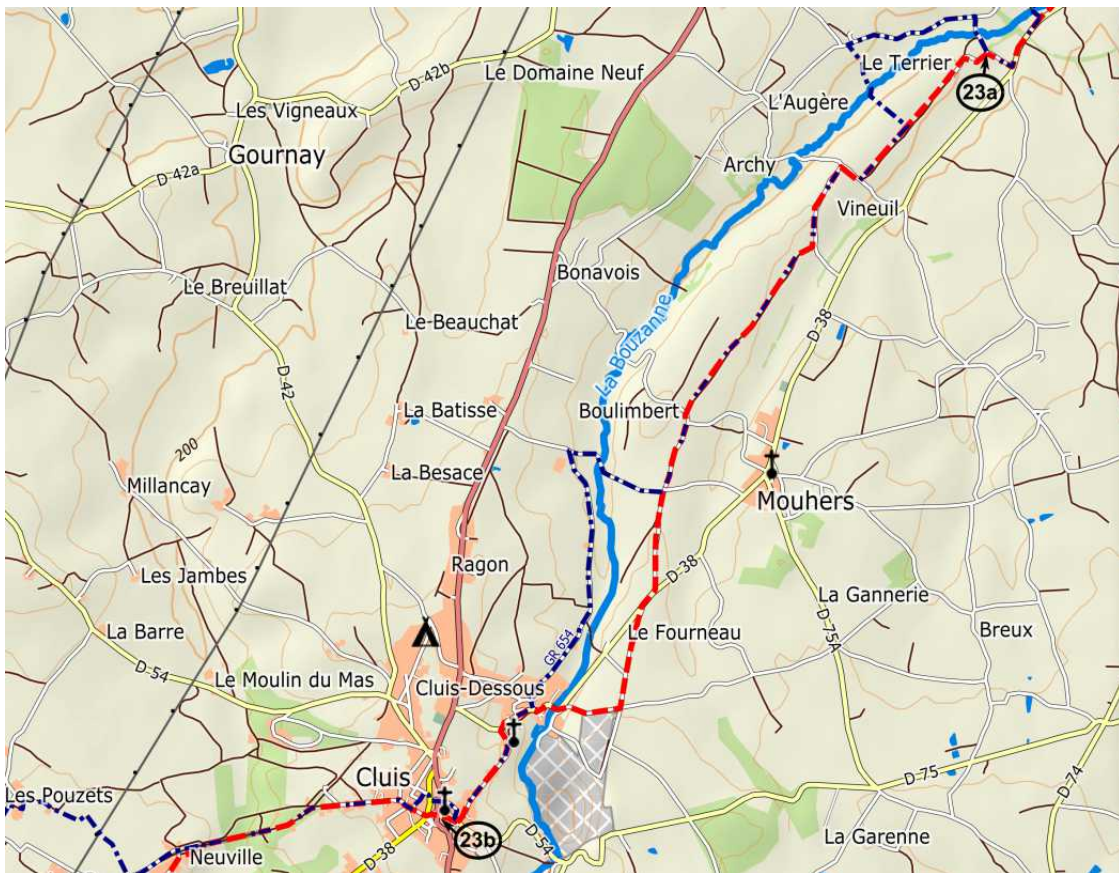 D-42b
Le Domaine Neuf
Le Terrier
23a
Les Vigneaux
L'Augère
Gournay
Archy
D-42a
Vineuil
Bonavois
Le Breuillat
La Bouzanne
Le Beauchat
D-38
D-42
La Batisse
Boulimbert
200
La Besace
Millancay
Mouhers
Ragon
D-38
Les Jambes
La Gannerie
La Barre
Le Fourneau
Breux
D-75A
GR 654
D-54
Le Moulin du Mas
Cluis-Dessous
Cluis
D-75
D-74
Les Pouzets
23b
D-54
La Garenne
Neuville
D-38